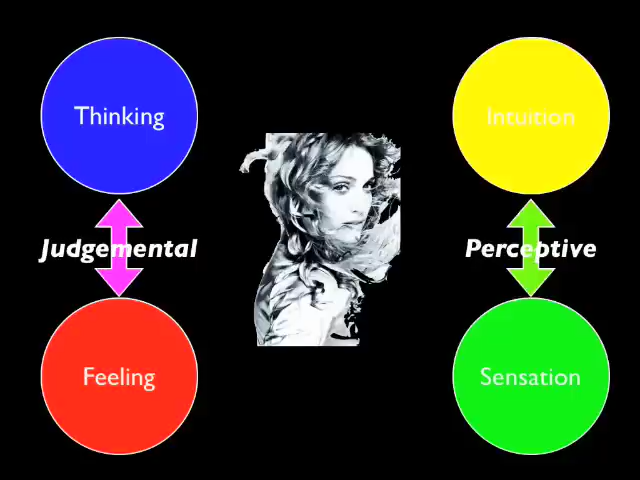 Thinking
Intuition
Judgemental
Perceptive
Feeling
Sensation